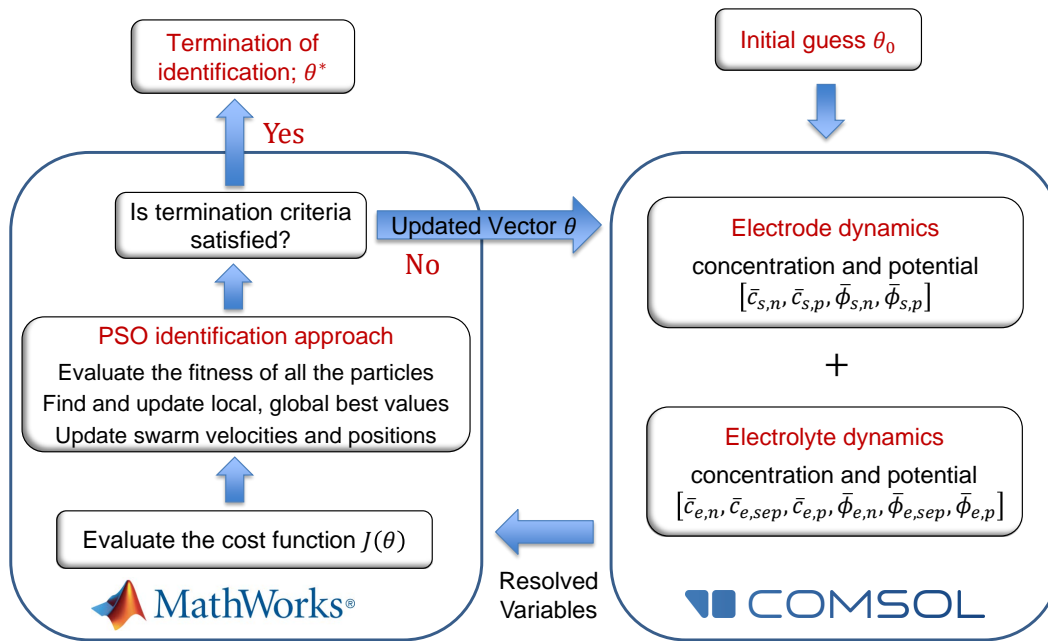 Termination of
identification; θ*
Yes
Is termination criteria
satisfied?
Updated Vector θ
No
PSO identification approach
Evaluate the fitness of all the particles
Find and update local, global best values
Update swarm velocities and positions
Evaluate the cost function J(θ)
MathWorks®
Resolved
Variables
Initial guess θ₀
Electrode dynamics
concentration and potential
[c̄_{s,n}, c̄_{s,p}, ϕ̄_{s,n}, ϕ̄_{s,p}]
+
Electrolyte dynamics
concentration and potential
[c̄_{e,n}, c̄_{e,sep}, c̄_{e,p}, ϕ̄_{e,n}, ϕ̄_{e,sep}, ϕ̄_{e,p}]
COMSOL